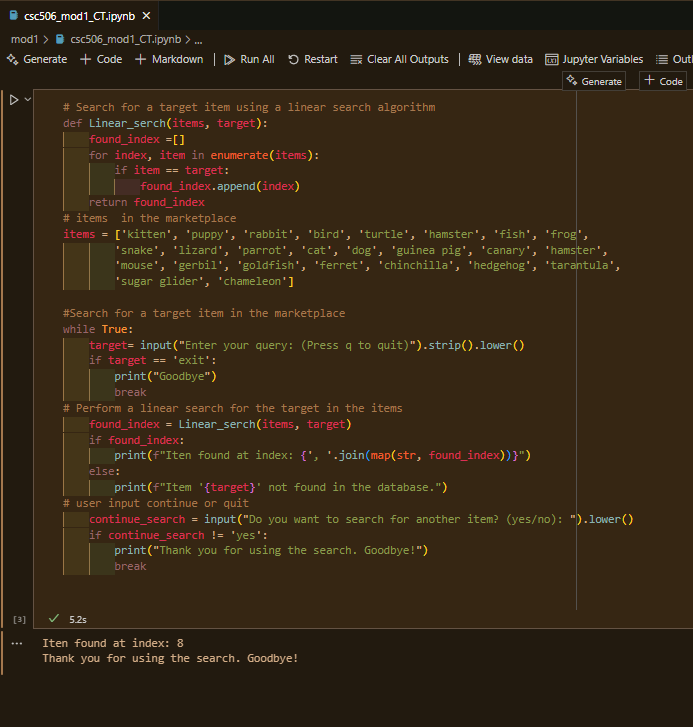 csc506_mod1_CT.ipynb ×
mod1 > csc506_mod1_CT.ipynb > ...
Generate + Code + Markdown | Run All Restart Clear All Outputs | View data Jupyter Variables Outl
Generate + Code
# Search for a target item using a linear search algorithm
def Linear_serch(items, target):
    found_index =[]
    for index, item in enumerate(items):
        if item == target:
            found_index.append(index)
    return found_index
# items  in the marketplace
items = ['kitten', 'puppy', 'rabbit', 'bird', 'turtle', 'hamster', 'fish', 'frog',
        'snake', 'lizard', 'parrot', 'cat', 'dog', 'guinea pig', 'canary', 'hamster',
        'mouse', 'gerbil', 'goldfish', 'ferret', 'chinchilla', 'hedgehog', 'tarantula',
        'sugar glider', 'chameleon']
#Search for a target item in the marketplace
while True:
    target= input("Enter your query: (Press q to quit)").strip().lower()
    if target == 'exit':
        print("Goodbye")
        break
# Perform a linear search for the target in the items
    found_index = Linear_serch(items, target)
    if found_index:
        print(f"Iten found at index: {', '.join(map(str, found_index))}")
    else:
        print(f"Item '{target}' not found in the database.")
# user input continue or quit
    continue_search = input("Do you want to search for another item? (yes/no): ").lower()
    if continue_search != 'yes':
        print("Thank you for using the search. Goodbye!")
        break
[3] ✓ 5.2s
... Iten found at index: 8
Thank you for using the search. Goodbye!